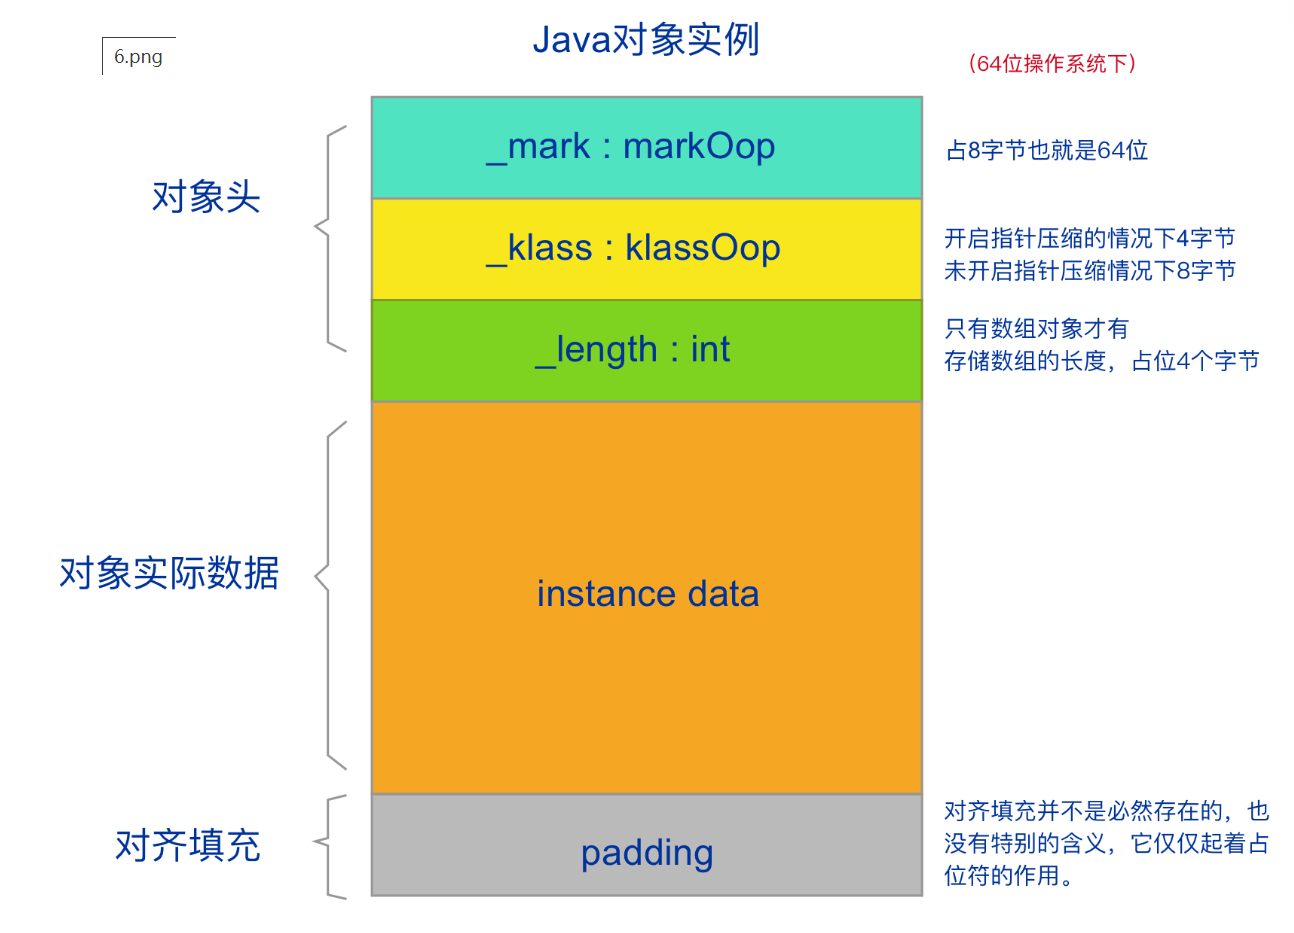 Java对象实例
6.png
（64位操作系统下）
_mark : markOop
占8字节也就是64位
对象头
_klass : klassOop
开启指针压缩的情况下4字节
未开启指针压缩情况下8字节
_length : int
只有数组对象才有
存储数组的长度，占位4个字节
对象实际数据
instance data
对齐填充
padding
对齐填充并不是必然存在的，也
没有特别的含义，它仅仅起着占
位符的作用。